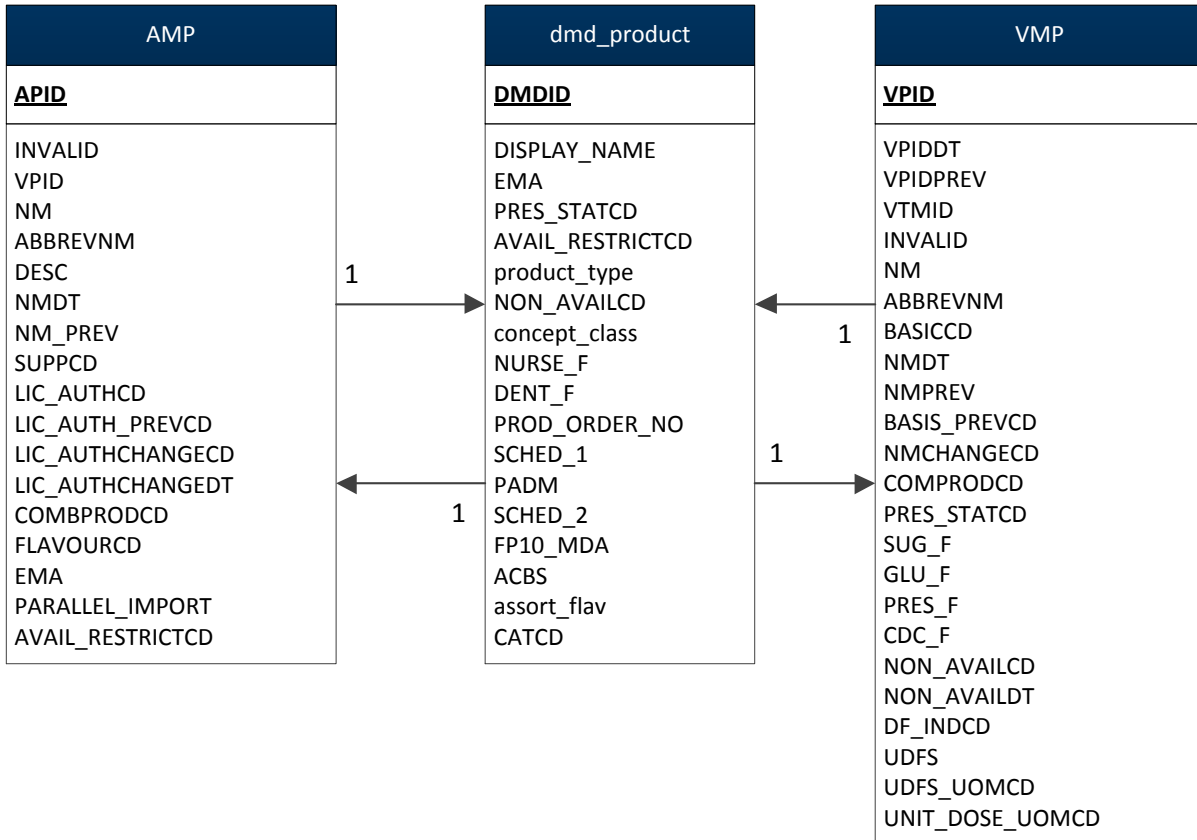 AMP
APID
INVALID
VPID
NM
ABBREVNM
DESC
NMDT
NM_PREV
SUPPCD
LIC_AUTHCD
LIC_AUTH_PREVCD
LIC_AUTHCHANGECD
LIC_AUTHCHANGEDT
COMBPRODCD
FLAVOURCD
EMA
PARALLEL_IMPORT
AVAIL_RESTRICTCD
1
1
dmd_product
DMDID
DISPLAY_NAME
EMA
PRES_STATCD
AVAIL_RESTRICTCD
product_type
NON_AVAILCD
concept_class
NURSE_F
DENT_F
PROD_ORDER_NO
SCHED_1
PADM
SCHED_2
FP10_MDA
ACBS
assort_flav
CATCD
1
1
VMP
VPID
VPIDDT
VPIDPREV
VTMID
INVALID
NM
ABBREVNM
BASICCD
NMDT
NMPREV
BASIS_PREVCD
NMCHANGECD
COMPRODCD
PRES_STATCD
SUG_F
GLU_F
PRES_F
CDC_F
NON_AVAILCD
NON_AVAILDT
DF_INDCD
UDFS
UDFS_UOMCD
UNIT_DOSE_UOMCD